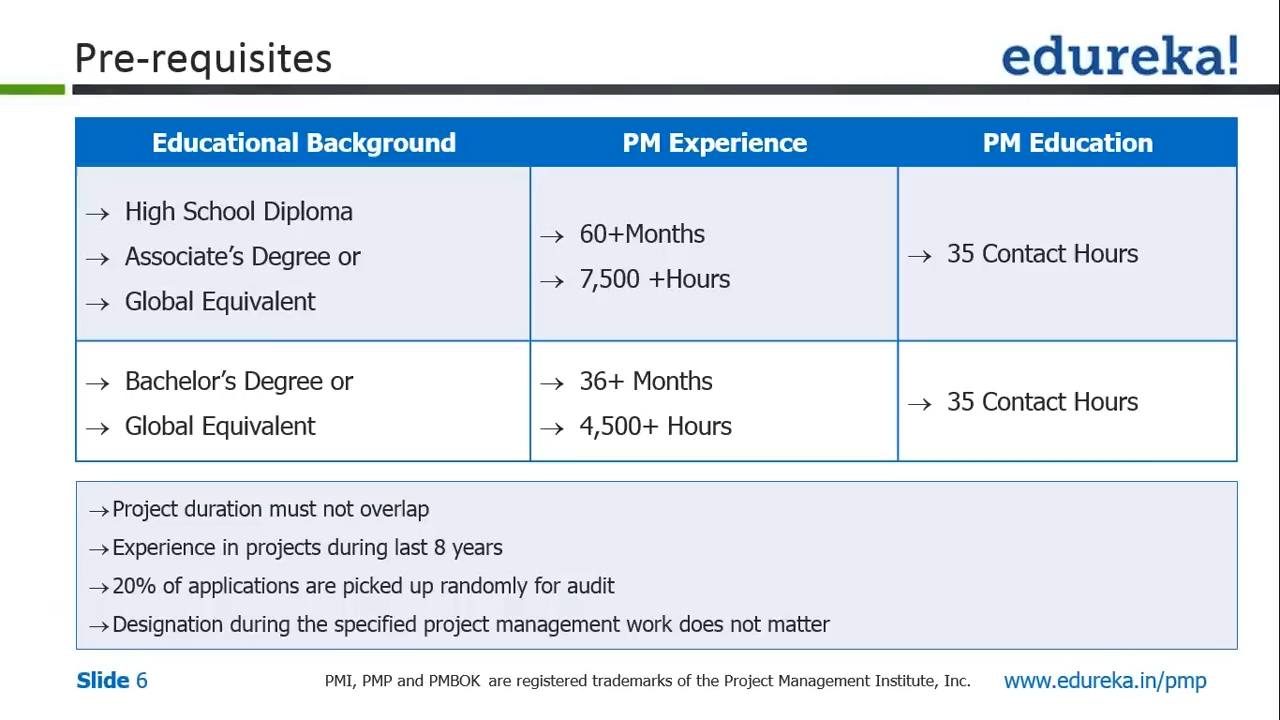 Pre-requisites
edureka!
Educational Background PM Experience PM Education
→ High School Diploma
→ Associate's Degree or
→ Global Equivalent
→ 60+Months
→ 7,500 +Hours
→ 35 Contact Hours
→ Bachelor's Degree or
→ Global Equivalent
→ 36+ Months
→ 4,500+ Hours
→ 35 Contact Hours
→Project duration must not overlap
→Experience in projects during last 8 years
→20% of applications are picked up randomly for audit
→Designation during the specified project management work does not matter
Slide 6 PMI, PMP and PMBOK are registered trademarks of the Project Management Institute, Inc. www.edureka.in/pmp